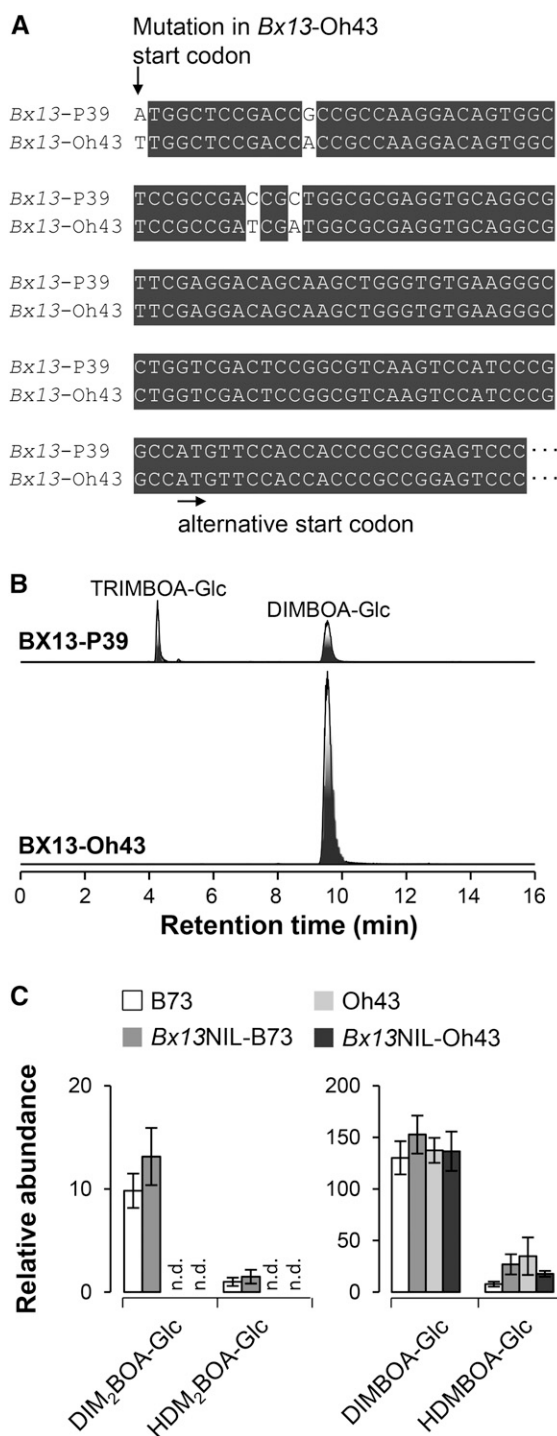 A
Mutation in Bx13-Oh43
start codon
Bx13-P39 ATGGCTCCGACCGCCGCCAAGGACAGTGGC
Bx13-Oh43 TTGGCTCCGACCACCGCCAAGGACAGTGGC
Bx13-P39 TCCGCCGACCGCTGGCGCGAGGTGCAGGCG
Bx13-Oh43 TCCGCCGATCGATGGCGCGAGGTGCAGGCG
Bx13-P39 TTCGAGGACAGCAAGCTGGGTGTGAAGGGC
Bx13-Oh43 TTCGAGGACAGCAAGCTGGGTGTGAAGGGC
Bx13-P39 CTGGTCGACTCCGGCGTCAAGTCCATCCCG
Bx13-Oh43 CTGGTCGACTCCGGCGTCAAGTCCATCCCG
Bx13-P39 GCCATGTTCCACCACCCGCCGGAGTCCC ···
Bx13-Oh43 GCCATGTTCCACCACCCGCCGGAGTCCC
alternative start codon
B
TRIMBOA-Glc
DIMBOA-Glc
BX13-P39
BX13-Oh43
0 2 4 6 8 10 12 14 16
Retention time (min)
C
B73
Oh43
Bx13NIL-B73
Bx13NIL-Oh43
Relative abundance
20
10
0
n.d. n.d. n.d. n.d.
DIM₂BOA-Glc
HDM₂BOA-Glc
200
150
100
50
0
DIMBOA-Glc
HDMBOA-Glc